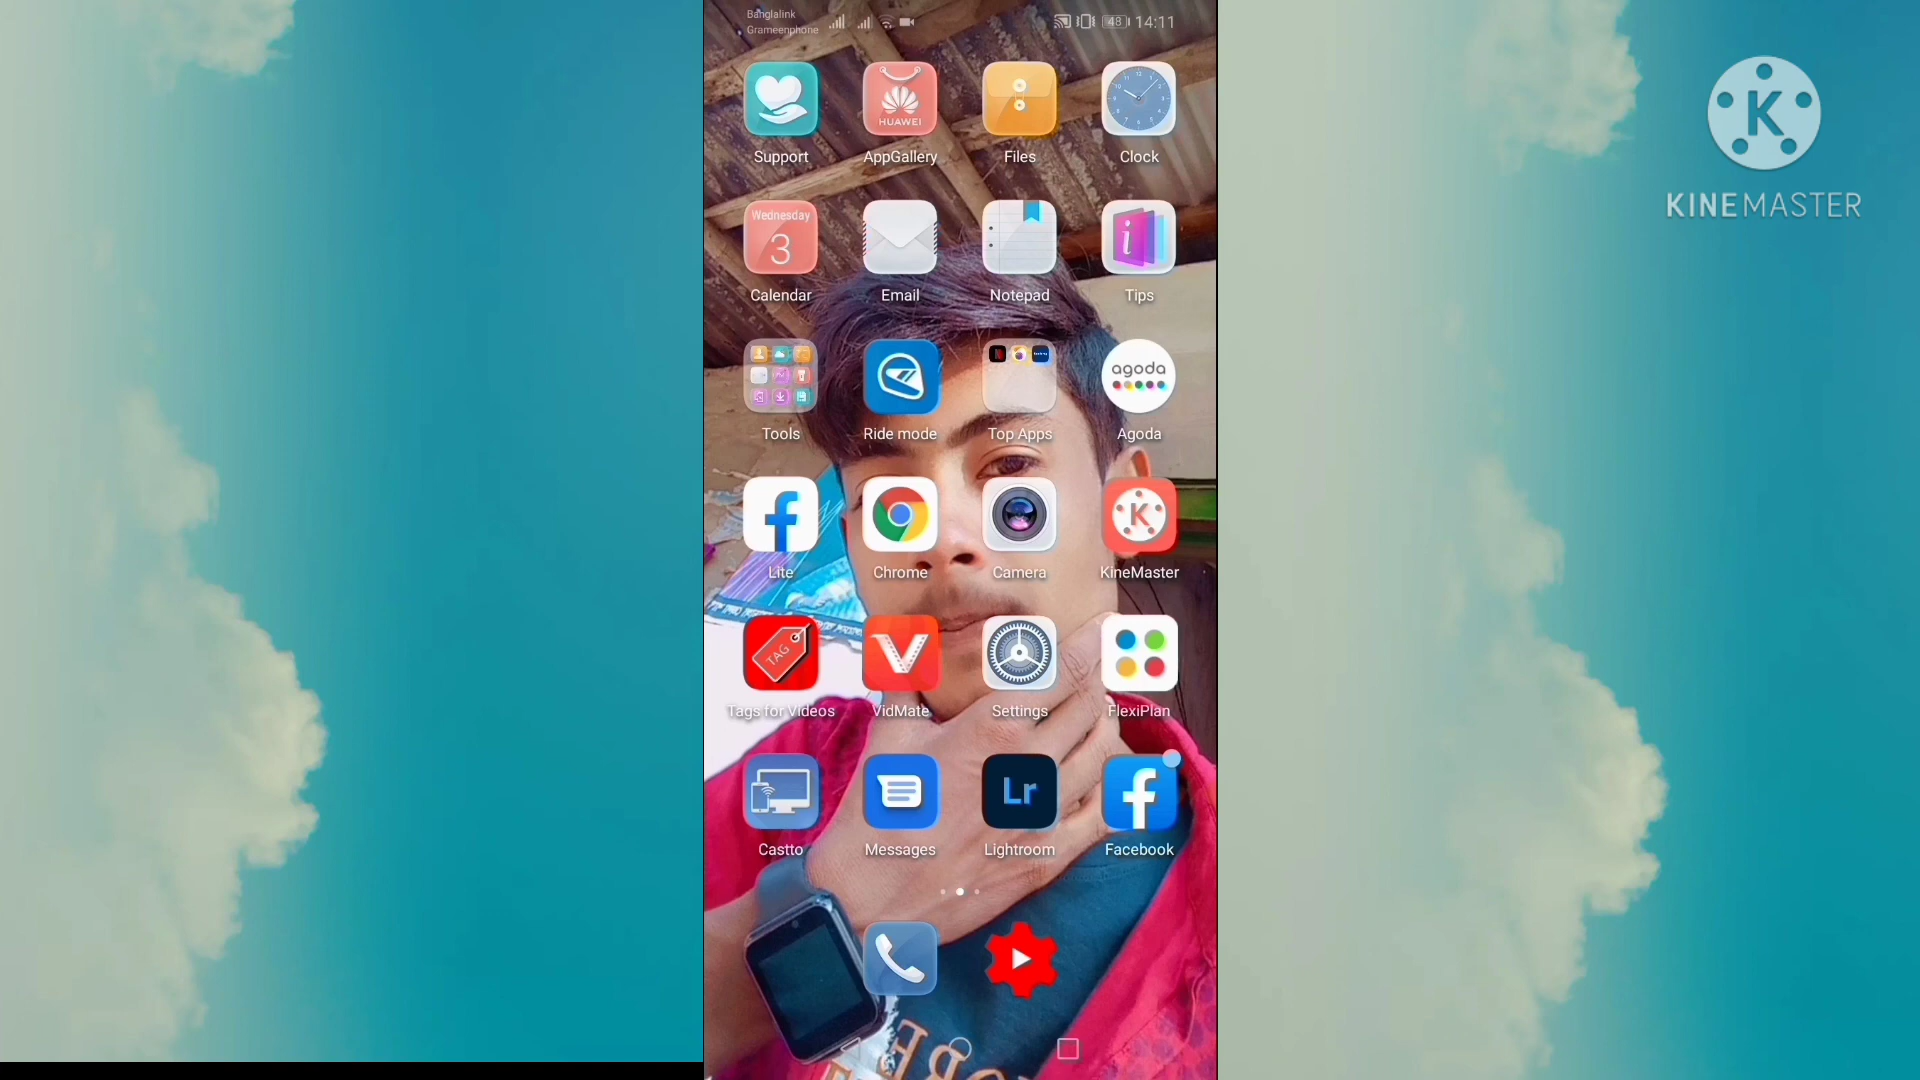 Banglalink
Grameenphone
48 14:11
HUAWEI
Support AppGallery Files Clock
Wednesday
3
Calendar Email Notepad Tips
agoda
Tools Ride mode Top Apps Agoda
K
Lite Chrome Camera KineMaster
TAG
Tags for Videos VidMate Settings FlexiPlan
Lr
Castto Messages Lightroom Facebook
K
KINEMASTER